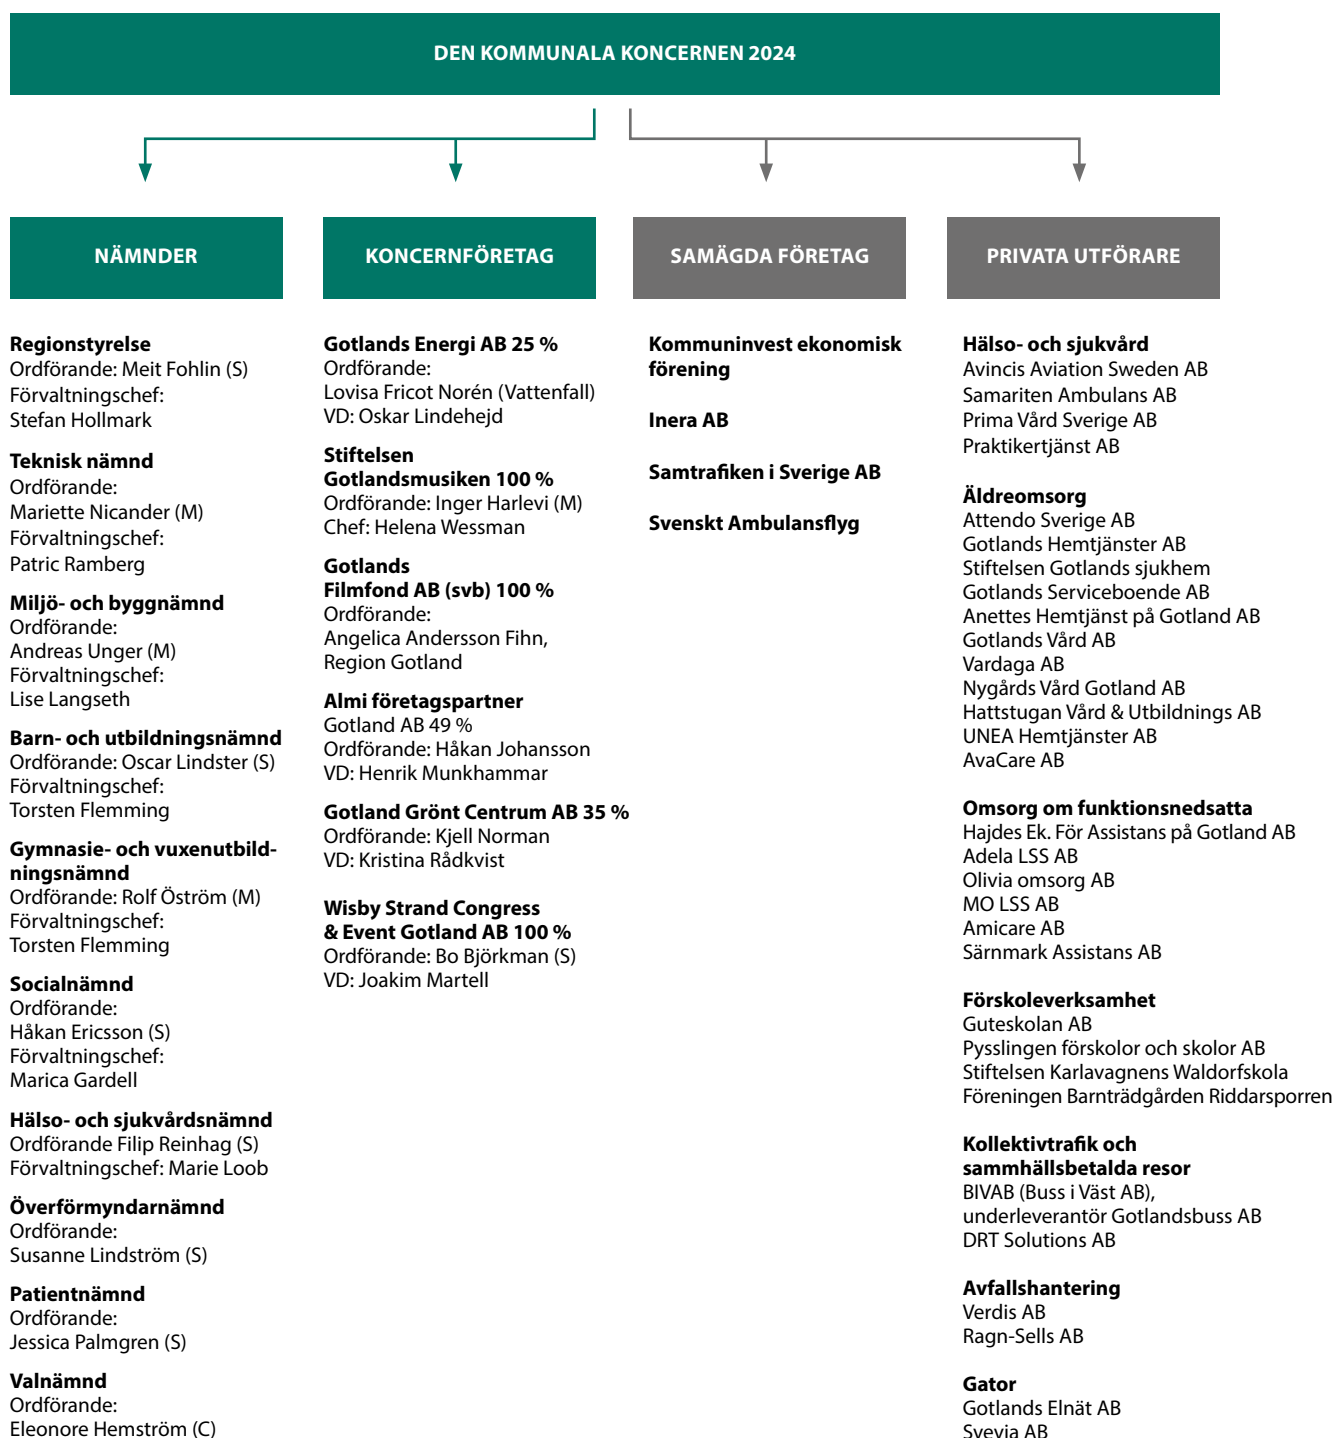 DEN KOMMUNALA KONCERNEN 2024
NÄMNDER
Regionstyrelse
Ordförande: Meit Fohlin (S)
Förvaltningschef:
Stefan Hollmark
Teknisk nämnd
Ordförande:
Mariette Nicander (M)
Förvaltningschef:
Patric Ramberg
Miljö- och byggnämnd
Ordförande:
Andreas Unger (M)
Förvaltningschef:
Lise Langseth
Barn- och utbildningsnämnd
Ordförande: Oscar Lindster (S)
Förvaltningschef:
Torsten Flemming
Gymnasie- och vuxenutbild-
ningsnämnd
Ordförande: Rolf Öström (M)
Förvaltningschef:
Torsten Flemming
Socialnämnd
Ordförande:
Håkan Ericsson (S)
Förvaltningschef:
Marica Gardell
Hälso- och sjukvårdsnämnd
Ordförande Filip Reinhag (S)
Förvaltningschef: Marie Loob
Överförmyndarnämnd
Ordförande:
Susanne Lindström (S)
Patientnämnd
Ordförande:
Jessica Palmgren (S)
Valnämnd
Ordförande:
Eleonore Hemström (C)
KONCERNFÖRETAG
Gotlands Energi AB 25 %
Ordförande:
Lovisa Fricot Norén (Vattenfall)
VD: Oskar Lindehejd
Stiftelsen
Gotlandsmusiken 100 %
Ordförande: Inger Harlevi (M)
Chef: Helena Wessman
Gotlands
Filmfond AB (svb) 100 %
Ordförande:
Angelica Andersson Fihn,
Region Gotland
Almi företagspartner
Gotland AB 49 %
Ordförande: Håkan Johansson
VD: Henrik Munkhammar
Gotland Grönt Centrum AB 35 %
Ordförande: Kjell Norman
VD: Kristina Rådkvist
Wisby Strand Congress
& Event Gotland AB 100 %
Ordförande: Bo Björkman (S)
VD: Joakim Martell
SAMÄGDA FÖRETAG
Kommuninvest ekonomisk
förening
Inera AB
Samtrafiken i Sverige AB
Svenskt Ambulansflyg
PRIVATA UTFÖRARE
Hälso- och sjukvård
Avincis Aviation Sweden AB
Samariten Ambulans AB
Prima Vård Sverige AB
Praktikertjänst AB
Äldreomsorg
Attendo Sverige AB
Gotlands Hemtjänster AB
Stiftelsen Gotlands sjukhem
Gotlands Serviceboende AB
Anettes Hemtjänst på Gotland AB
Gotlands Vård AB
Vardaga AB
Nygårds Vård Gotland AB
Hattstugan Vård & Utbildnings AB
UNEA Hemtjänster AB
AvaCare AB
Omsorg om funktionsnedsatta
Hajdes Ek. För Assistans på Gotland AB
Adela LSS AB
Olivia omsorg AB
MO LSS AB
Amicare AB
Särnmark Assistans AB
Förskoleverksamhet
Guteskolan AB
Pysslingen förskolor och skolor AB
Stiftelsen Karlavagnens Waldorfskola
Föreningen Barnträdgården Riddarsporren
Kollektivtrafik och
sammhällsbetalda resor
BIVAB (Buss i Väst AB),
underleverantör Gotlandsbuss AB
DRT Solutions AB
Avfallshantering
Verdis AB
Ragn-Sells AB
Gator
Gotlands Elnät AB
Svevia AB